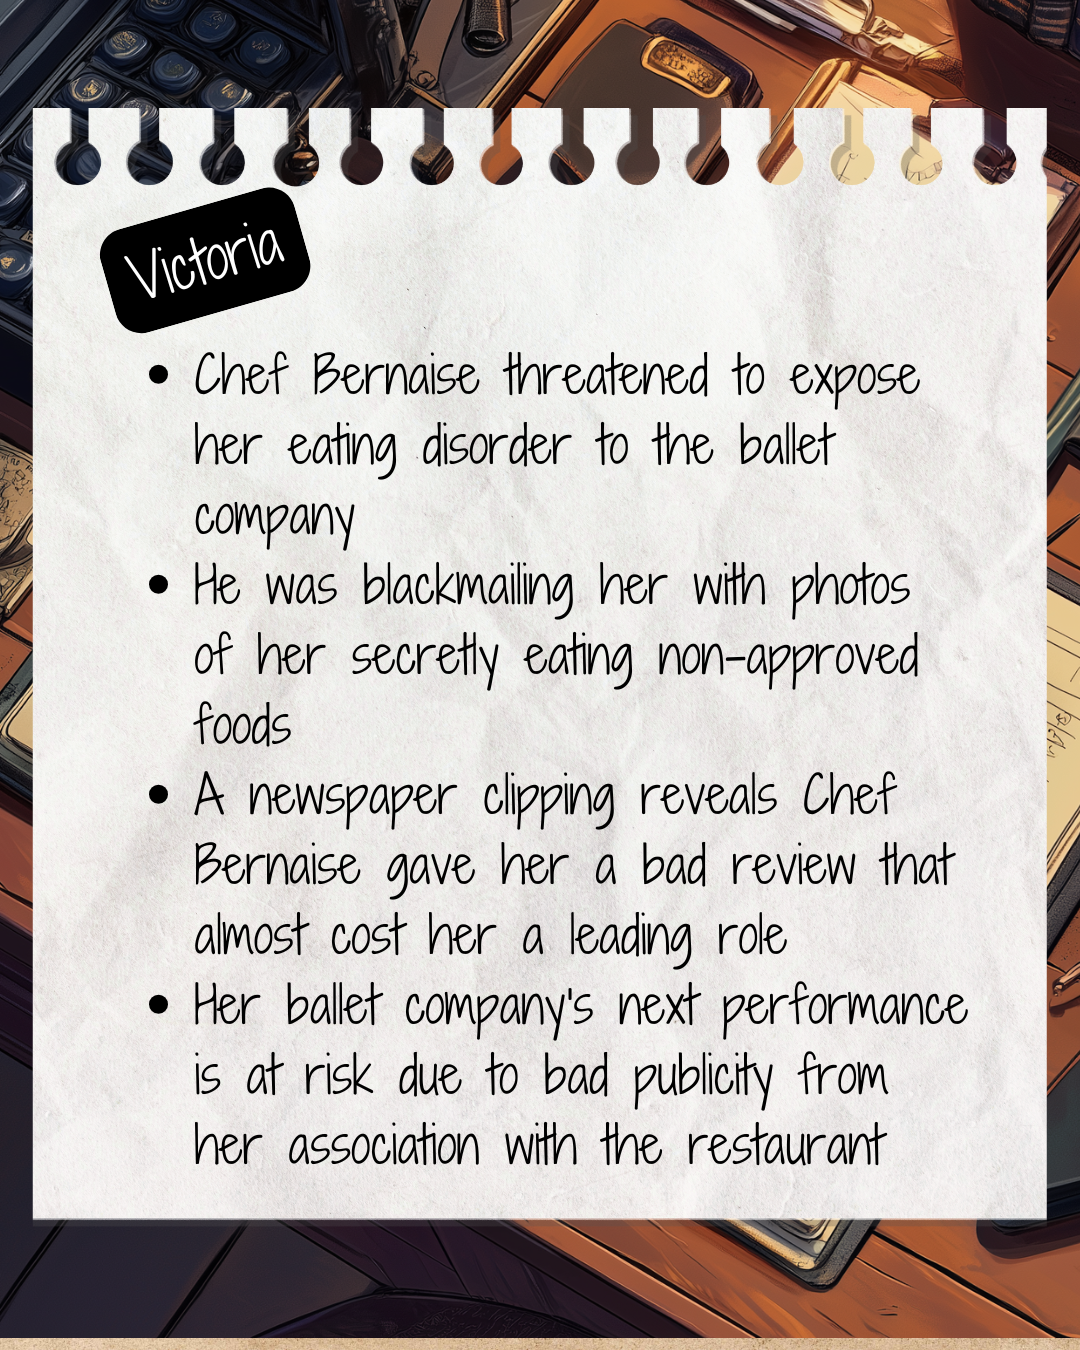 Victoria
• Chef Bernaise threatened to expose
her eating disorder to the ballet
company
• He was blackmailing her with photos
of her secretly eating non-approved
foods
• A newspaper clipping reveals Chef
Bernaise gave her a bad review that
almost cost her a leading role
• Her ballet company's next performance
is at risk due to bad publicity from
her association with the restaurant